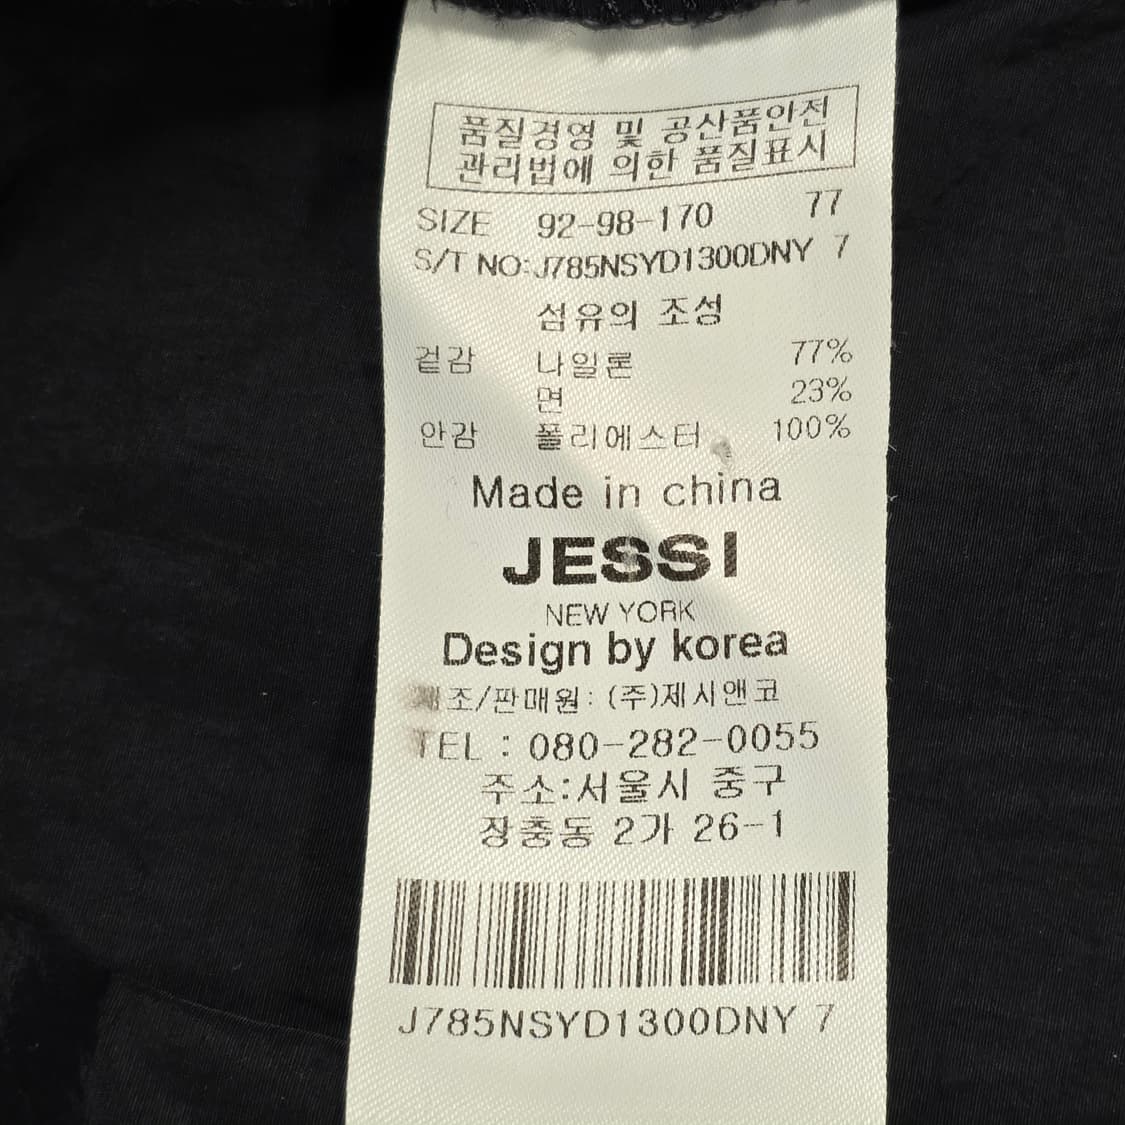 품질경영 및 공산품안전
관리법에 의한 품질표시
SIZE 92-98-170 77
S/T NO:J785NSYD1300DNY 7
섬유의 조성
겉감 나일론 77%
면 23%
안감 폴리에스터 100%
Made in china
JESSI
NEW YORK
Design by korea
제조/판매원: (주)제시앤코
TEL : 080-282-0055
주소:서울시 중구
장충동 2가 26-1
J785NSYD1300DNY 7